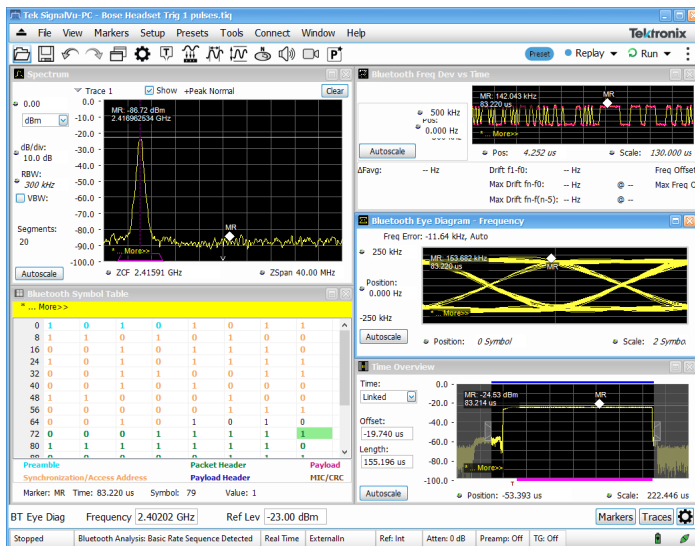 Tek SignalVu-PC - Bose Headset Trig 1 pulses.tiq
File View Markers Setup Presets Tools Connect Window Help
Tektronix
Preset Replay Run
Spectrum
Trace 1 Show +Peak Normal Clear
0.00
dBm
dB/div:
10.0 dB
RBW:
300 kHz
VBW:
Segments:
20
Autoscale
0.0
-10.0
-20.0
-30.0
-40.0
-50.0
-60.0
-70.0
-80.0
-90.0
-100.0
MR: -86.72 dBm
2.416962534 GHz
MR
* ... More>>
ZCF 2.41591 GHz ZSpan 40.00 MHz
Bluetooth Freq Dev vs Time
500 kHz
Pos:
0.000 Hz
Autoscale
MR: 142.043 kHz
83.220 us
MR
* ... More>>
Pos: 4.252 us Scale: 130.000 us
ΔFavg: -- Hz Drift f1-f0: -- Hz Freq Offset
Max Drift fn-f0: -- Hz @ -- Max Freq O
Max Drift fn-f(n-5): -- Hz @ --
Bluetooth Eye Diagram - Frequency
Freq Error: -11.64 kHz, Auto
250 kHz
Position:
0.000 Hz
-250 kHz
Autoscale
MR: 153.682 kHz
83.220 us
MR
* ... More>>
Position: 0 Symbol Scale: 2 Symbo
Bluetooth Symbol Table
* ... More>>
0 1 0 1 0 1 0 1 1
8 1 1 0 1 0 1 0 0
16 0 0 1 0 1 1 1 1
24 1 0 1 0 1 1 1 1
32 0 0 1 1 0 0 0 0
40 0 0 1 0 0 0 1 0
48 1 1 0 0 0 1 0 0
56 0 0 0 0 0 1 1 1
64 0 0 1 0 1 0 1 0
72 0 0 0 1 1 1 1 1
80 1 1 1 1 1 1 1 0
Preamble Packet Header Payload
Synchronization/Access Address Payload Header MIC/CRC
Marker: MR Time: 83.220 us Symbol: 79 Value: 1
Time Overview
Time:
Linked
Offset:
-19.740 us
Length:
155.196 us
Autoscale
0.0
-20.0
-40.0
-60.0
-80.0
-100.0
MR: -24.53 dBm
83.214 us
MR
* ... More>>
T
Position: -53.393 us Scale: 222.446 us
BT Eye Diag Frequency 2.40202 GHz Ref Lev -23.00 dBm Markers Traces
Stopped Bluetooth Analysis: Basic Rate Sequence Detected Real Time ExternalIn Ref: Int Atten: 0 dB Preamp: Off TG: Off